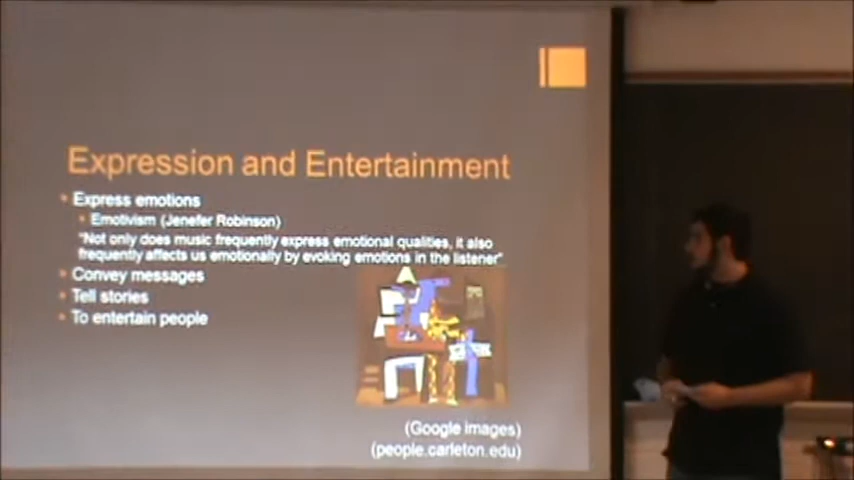 Expression and Entertainment
Express emotions
Emotivism (Jenefer Robinson)
"Not only does music frequently express emotional qualities, it also
frequently affects us emotionally by evoking emotions in the listener"
Convey messages
Tell stories
To entertain people
(Google images)
(people.carleton.edu)